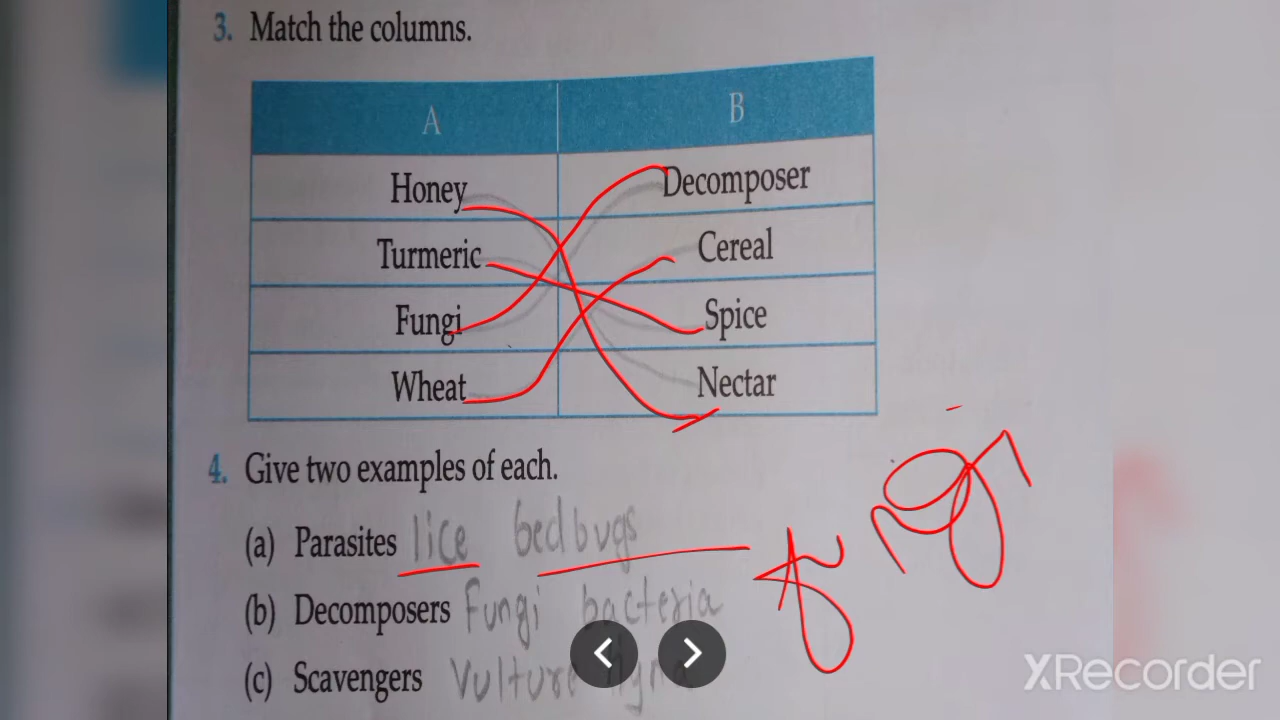 3. Match the columns.
A B
Honey Decomposer
Turmeric Cereal
Fungi Spice
Wheat Nectar
4. Give two examples of each.
(a) Parasites lice bedbugs
fungi
(b) Decomposers Fungi bacteria
(c) Scavengers Vulture
XRecorder